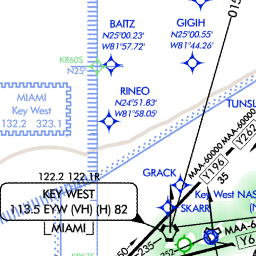 BAITZ
N25°00.23'
W81°57.72'
GIGIH
N25°00.55'
W81°44.26'
015
KR60S
N25°
RINEO
N24°51.83'
W81°58.05'
MIAMI
Key West
132.2 323.1
TUNSL
MAA-60000
Y196
MAA-60000
Y262
122.2 122.1R
GRACK
KEY WEST
113.5 EYW (VH) (H) 82
MIAMI
Key West NAS
SKARR
235
235
MAA-6
Y6